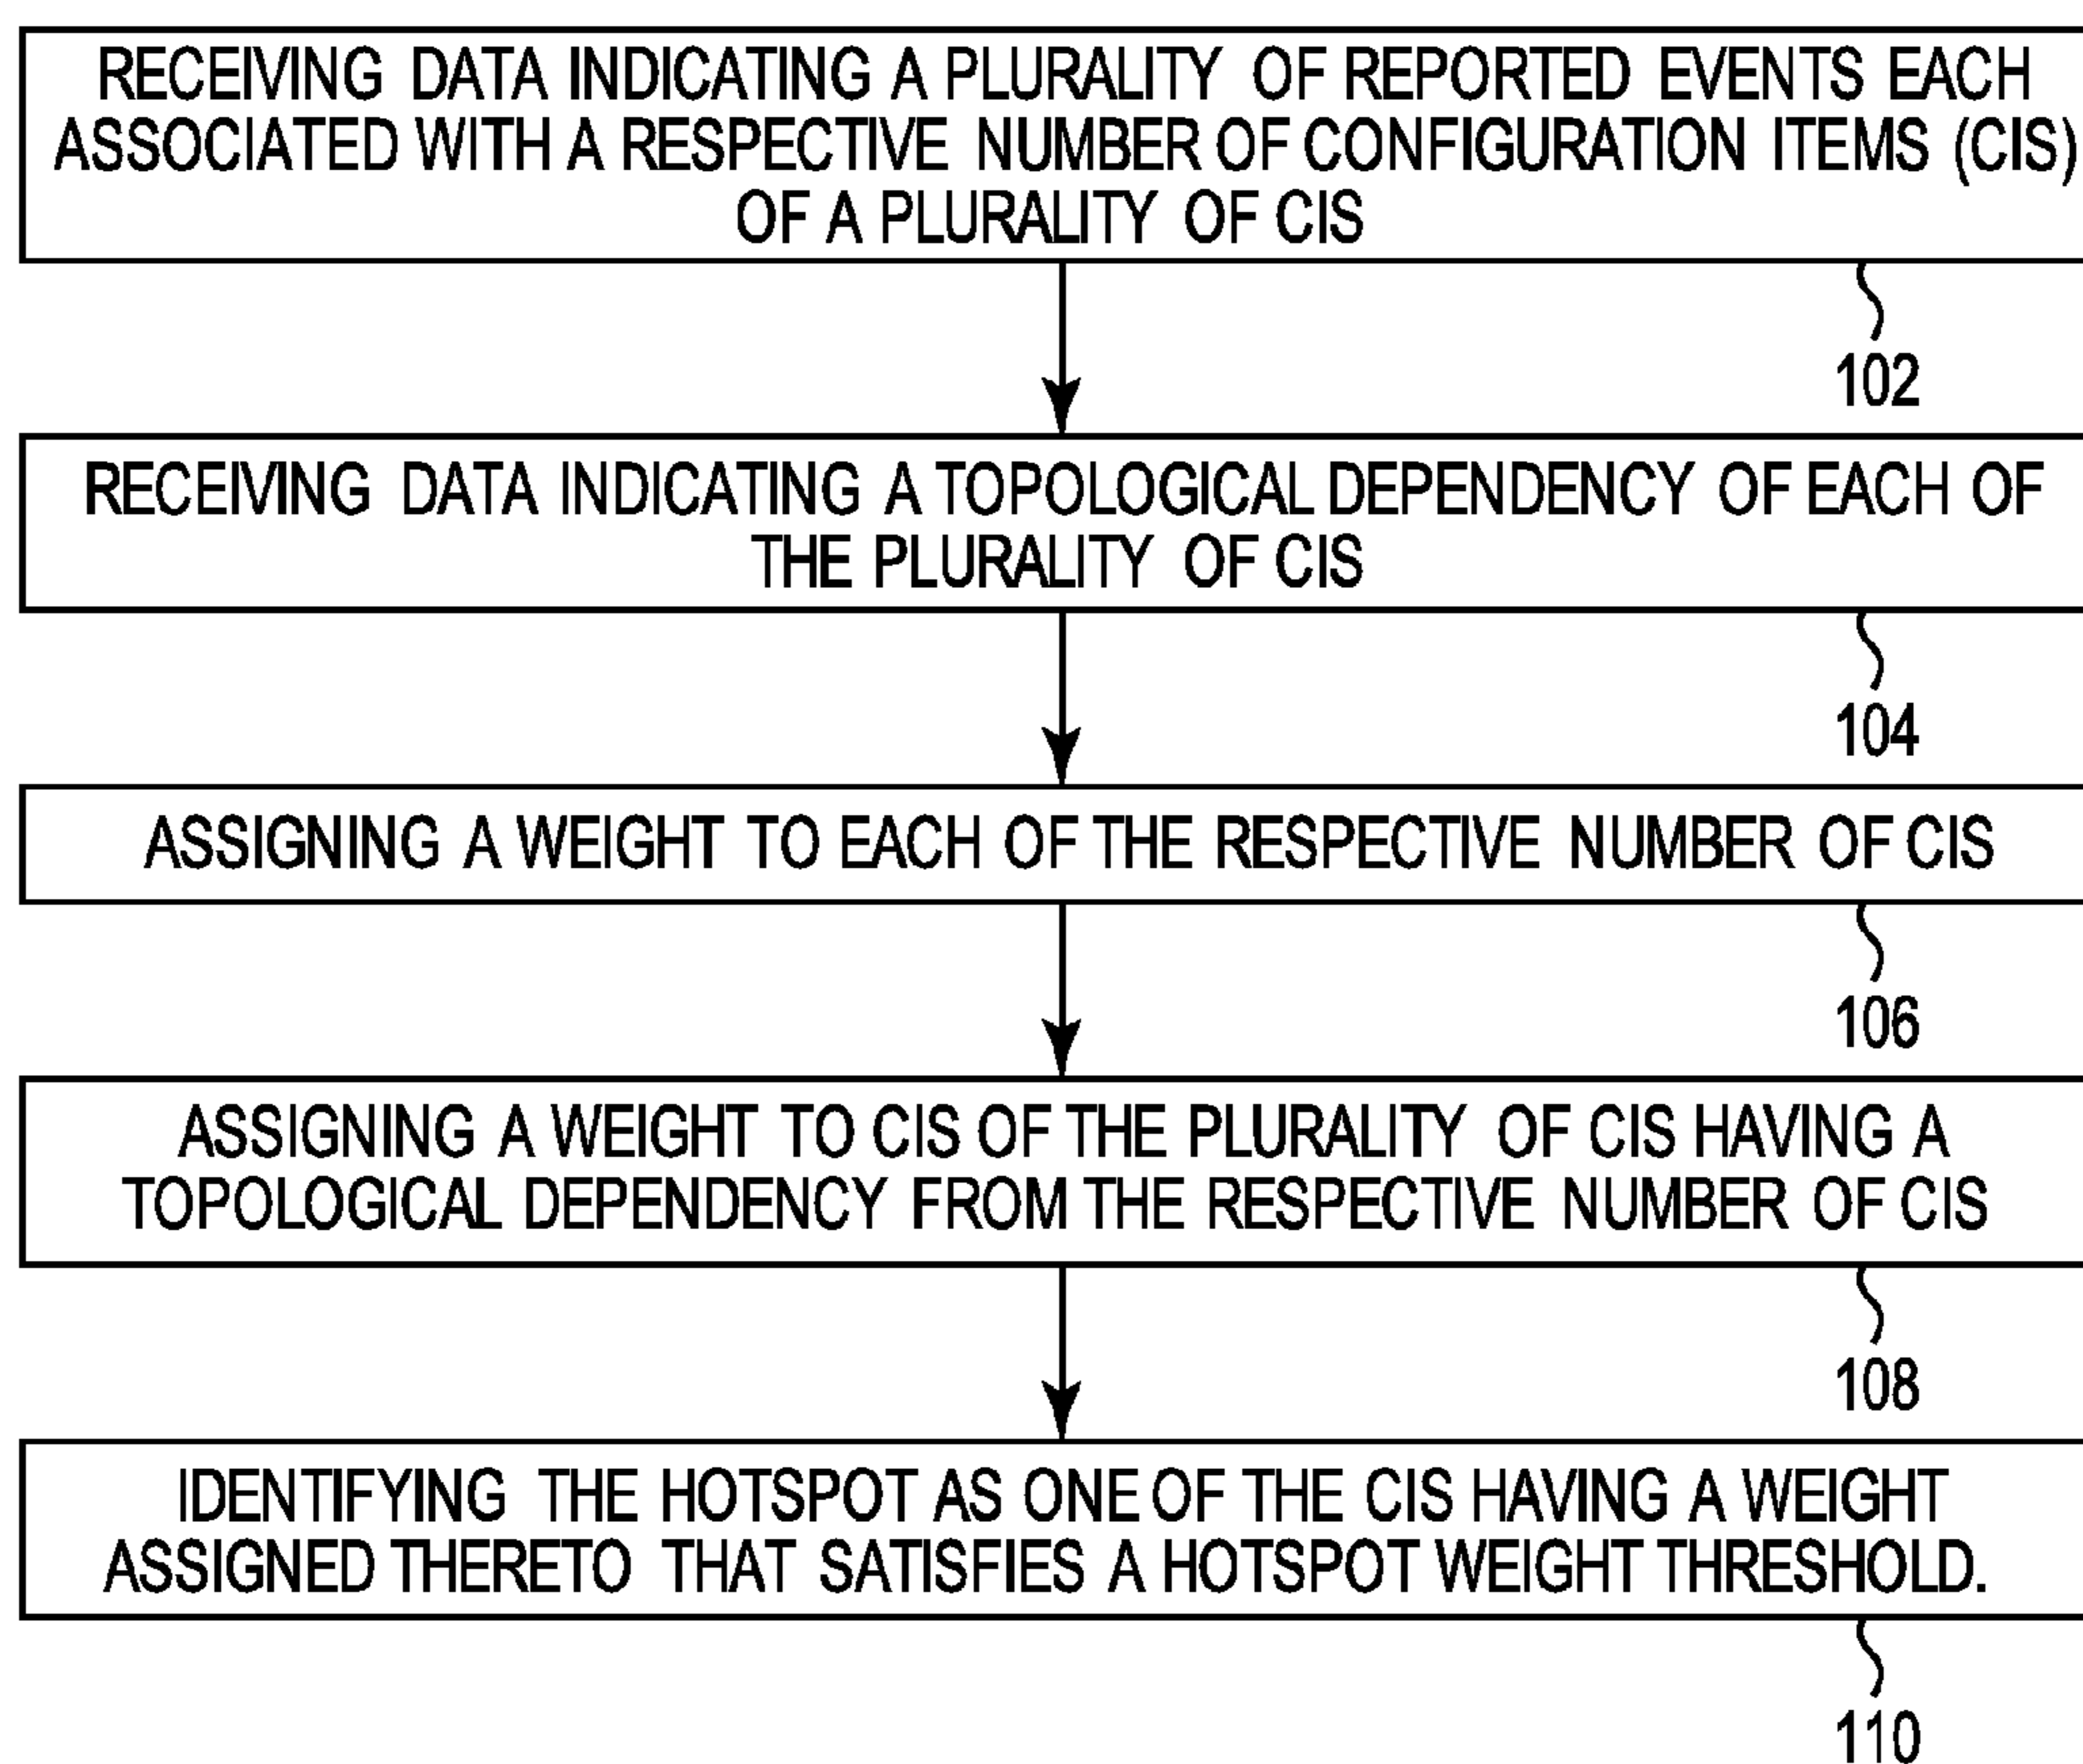 RECEIVING DATA INDICATING A PLURALITY OF REPORTED EVENTS EACH
ASSOCIATED WITH A RESPECTIVE NUMBER OF CONFIGURATION ITEMS (CIS)
OF A PLURALITY OF CIS
102
RECEIVING DATA INDICATING A TOPOLOGICAL DEPENDENCY OF EACH OF
THE PLURALITY OF CIS
104
ASSIGNING A WEIGHT TO EACH OF THE RESPECTIVE NUMBER OF CIS
106
ASSIGNING A WEIGHT TO CIS OF THE PLURALITY OF CIS HAVING A
TOPOLOGICAL DEPENDENCY FROM THE RESPECTIVE NUMBER OF CIS
108
IDENTIFYING THE HOTSPOT AS ONE OF THE CIS HAVING A WEIGHT
ASSIGNED THERETO THAT SATISFIES A HOTSPOT WEIGHT THRESHOLD.
110